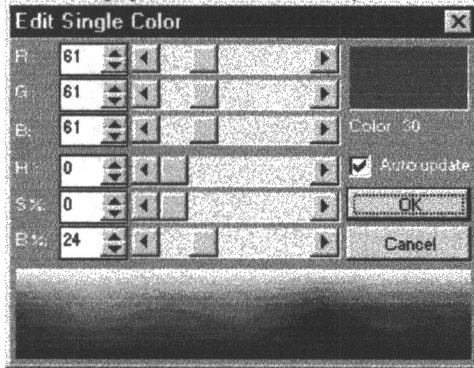 Edit Single Color
R: 61
G: 61
B: 61
Color 30
H: 0
Auto update
S%: 0
OK
B%: 24
Cancel